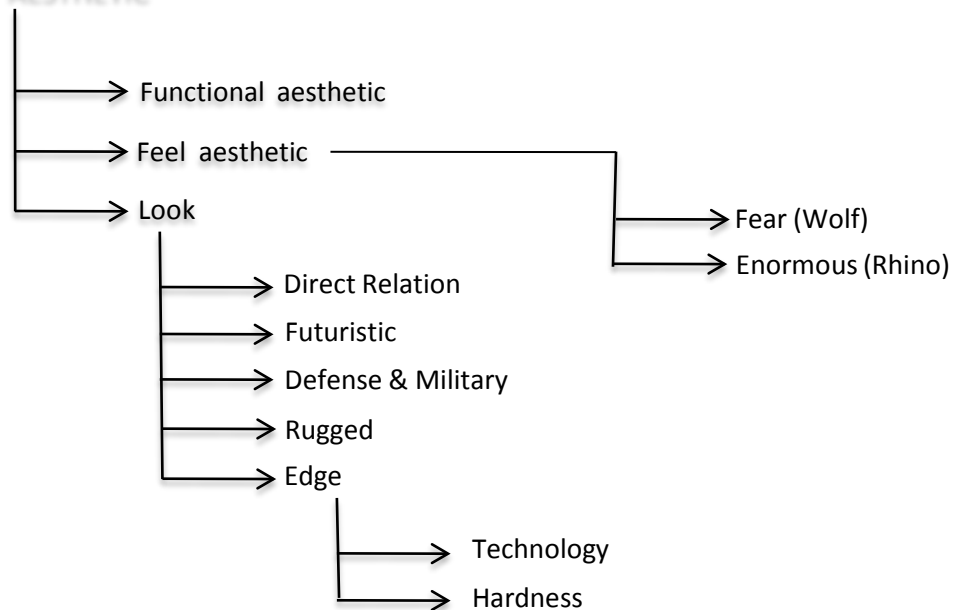 Functional aesthetic
Feel aesthetic
Look
Fear (Wolf)
Enormous (Rhino)
Direct Relation
Futuristic
Defense & Military
Rugged
Edge
Technology
Hardness